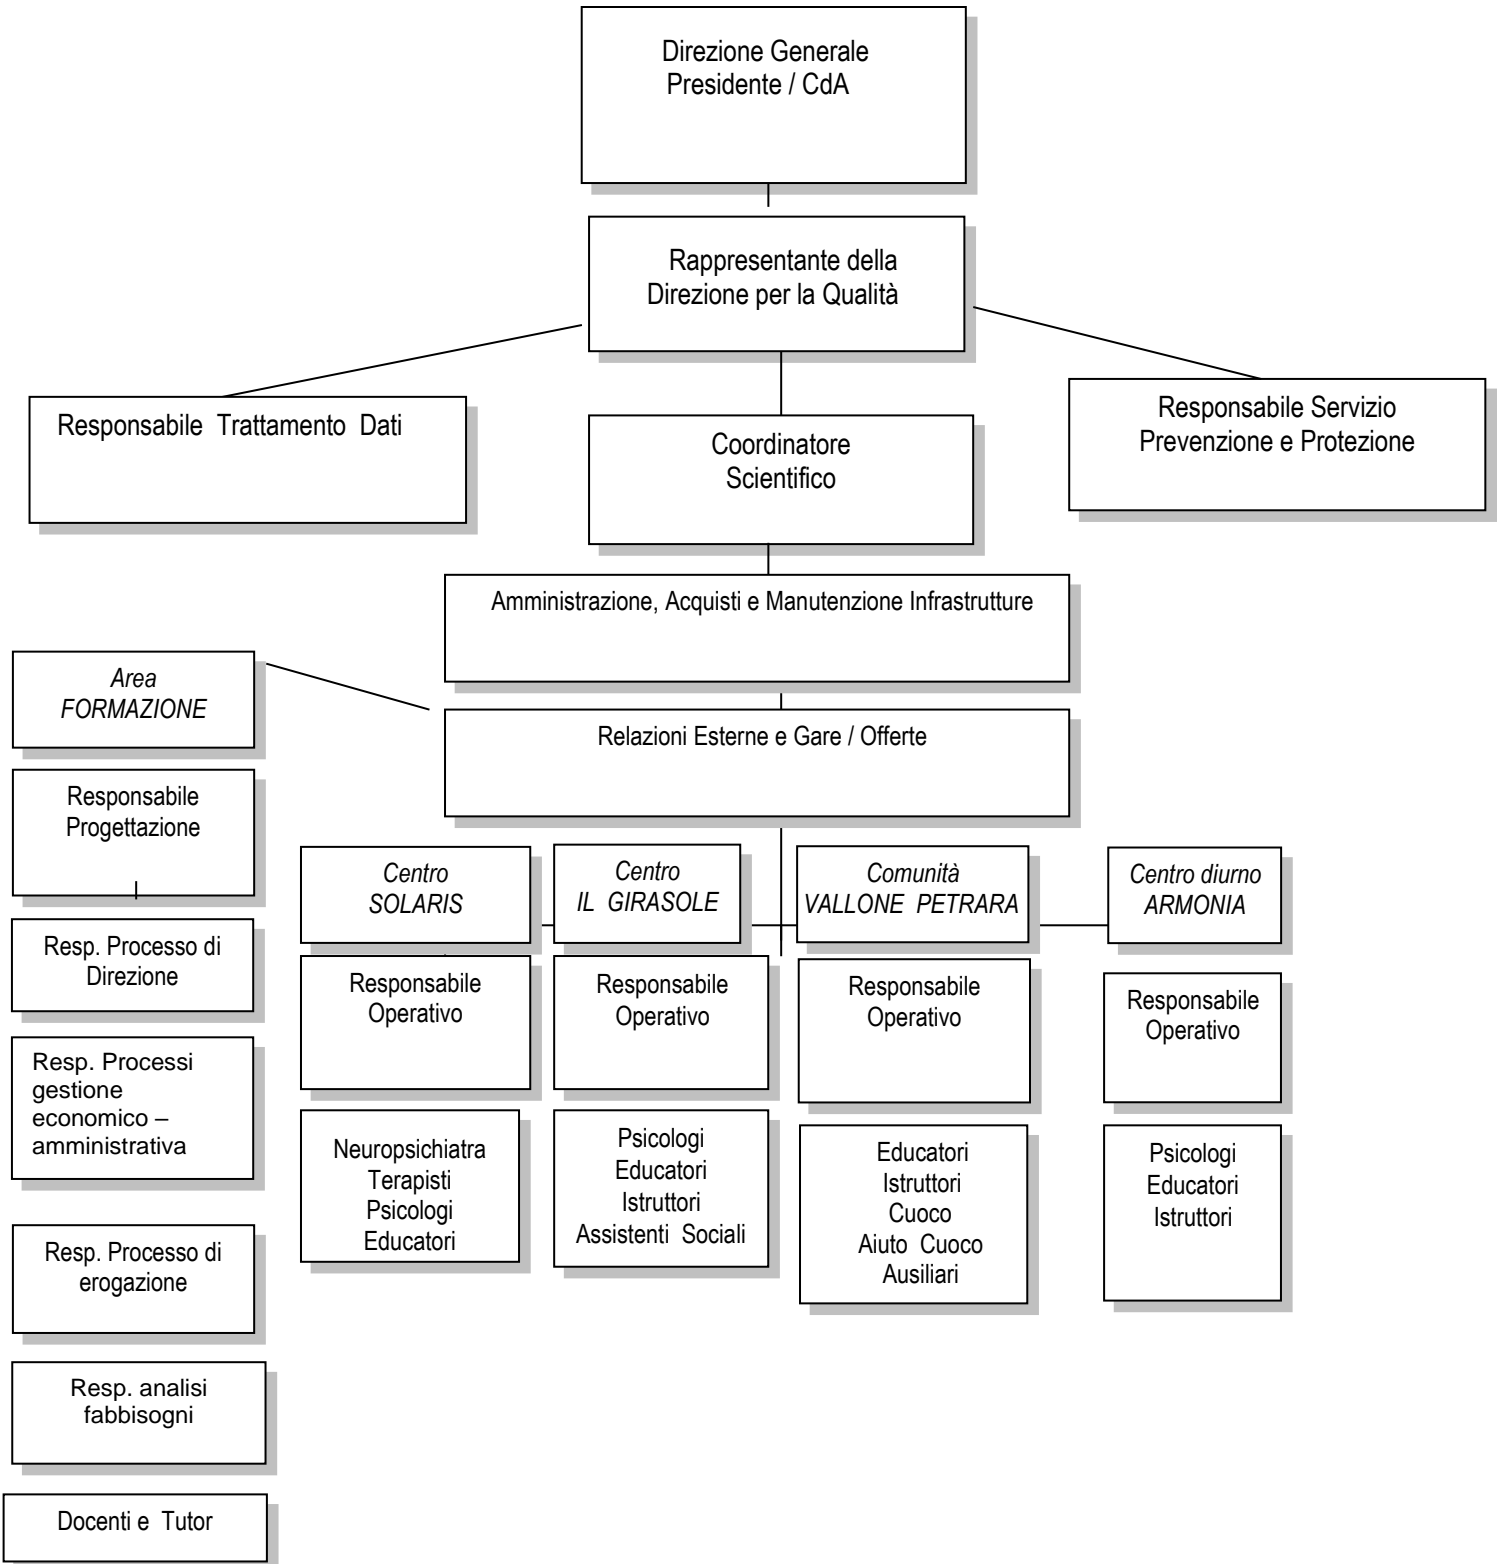 Direzione Generale
Presidente / CdA
Rappresentante della
Direzione per la Qualità
Responsabile Trattamento Dati
Coordinatore
Scientifico
Responsabile Servizio
Prevenzione e Protezione
Amministrazione, Acquisti e Manutenzione Infrastrutture
Relazioni Esterne e Gare / Offerte
Area
FORMAZIONE
Responsabile
Progettazione
Resp. Processo di
Direzione
Resp. Processi
gestione
economico –
amministrativa
Resp. Processo di
erogazione
Resp. analisi
fabbisogni
Docenti e Tutor
Centro
SOLARIS
Responsabile
Operativo
Neuropsichiatra
Terapisti
Psicologi
Educatori
Centro
IL GIRASOLE
Responsabile
Operativo
Psicologi
Educatori
Istruttori
Assistenti Sociali
Comunità
VALLONE PETRARA
Responsabile
Operativo
Educatori
Istruttori
Cuoco
Aiuto Cuoco
Ausiliari
Centro diurno
ARMONIA
Responsabile
Operativo
Psicologi
Educatori
Istruttori